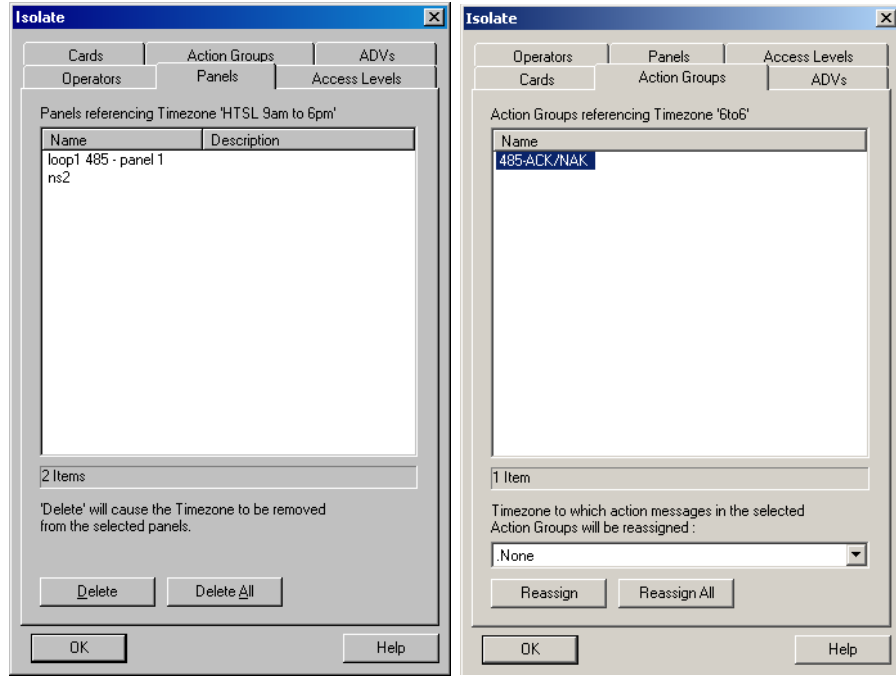 Isolate
Cards Action Groups ADVs
Operators Panels Access Levels
Panels referencing Timezone 'HTSL 9am to 6pm'
Name Description
loop1 485 - panel 1
ns2
2 Items
'Delete' will cause the Timezone to be removed
from the selected panels.
Delete Delete All
OK Help
Isolate
Operators Panels Access Levels
Cards Action Groups ADVs
Action Groups referencing Timezone '6to6'
Name
485-ACK/NAK
1 Item
Timezone to which action messages in the selected
Action Groups will be reassigned :
.None
Reassign Reassign All
OK Help